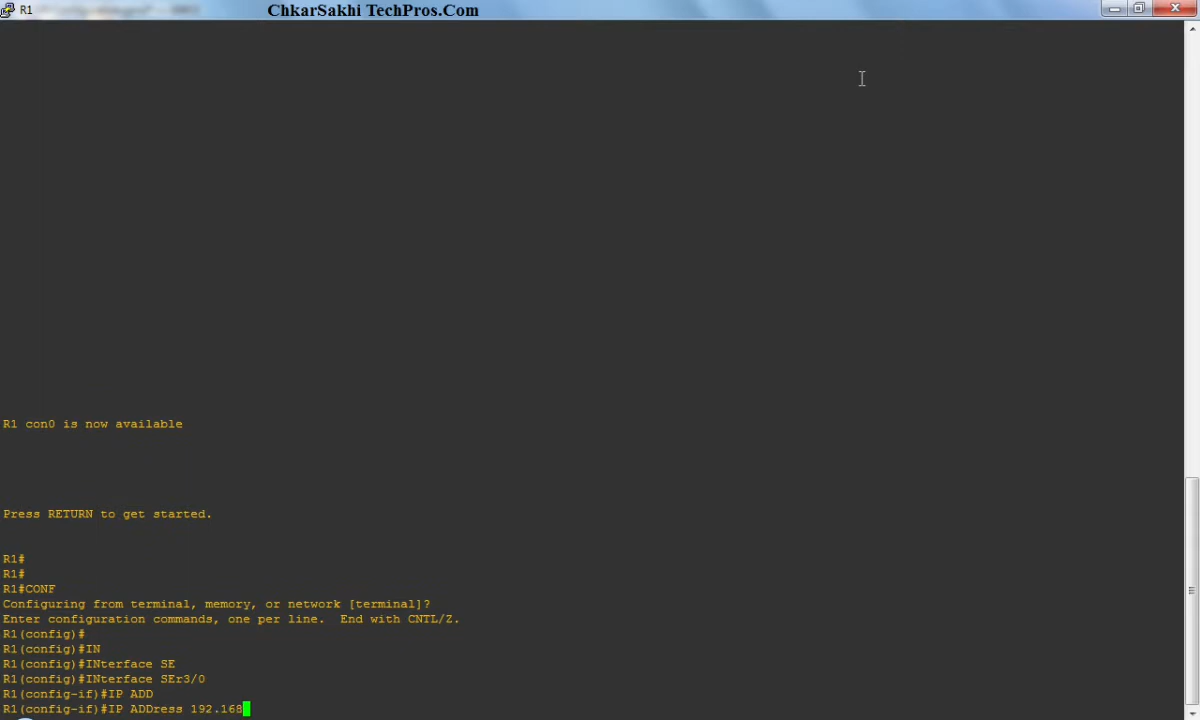 R1
ChkarSakhi TechPros.Com
R1 con0 is now available
Press RETURN to get started.
R1#
R1#
R1#CONF
Configuring from terminal, memory, or network [terminal]?
Enter configuration commands, one per line.  End with CNTL/Z.
R1(config)#
R1(config)#IN
R1(config)#INterface SE
R1(config)#INterface SEr3/0
R1(config-if)#IP ADD
R1(config-if)#IP ADDress 192.168